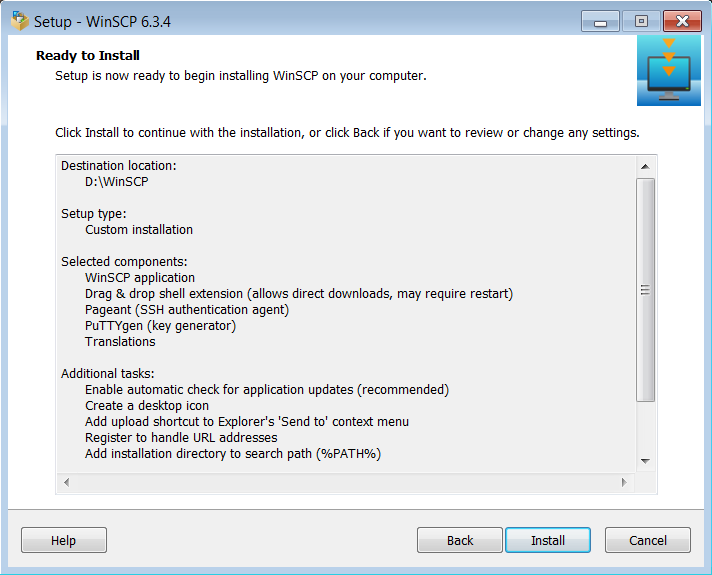 Setup - WinSCP 6.3.4
Ready to Install
Setup is now ready to begin installing WinSCP on your computer.
Click Install to continue with the installation, or click Back if you want to review or change any settings.
Destination location:
D:\WinSCP
Setup type:
Custom installation
Selected components:
WinSCP application
Drag & drop shell extension (allows direct downloads, may require restart)
Pageant (SSH authentication agent)
PuTTYgen (key generator)
Translations
Additional tasks:
Enable automatic check for application updates (recommended)
Create a desktop icon
Add upload shortcut to Explorer's 'Send to' context menu
Register to handle URL addresses
Add installation directory to search path (%PATH%)
Help
Back
Install
Cancel